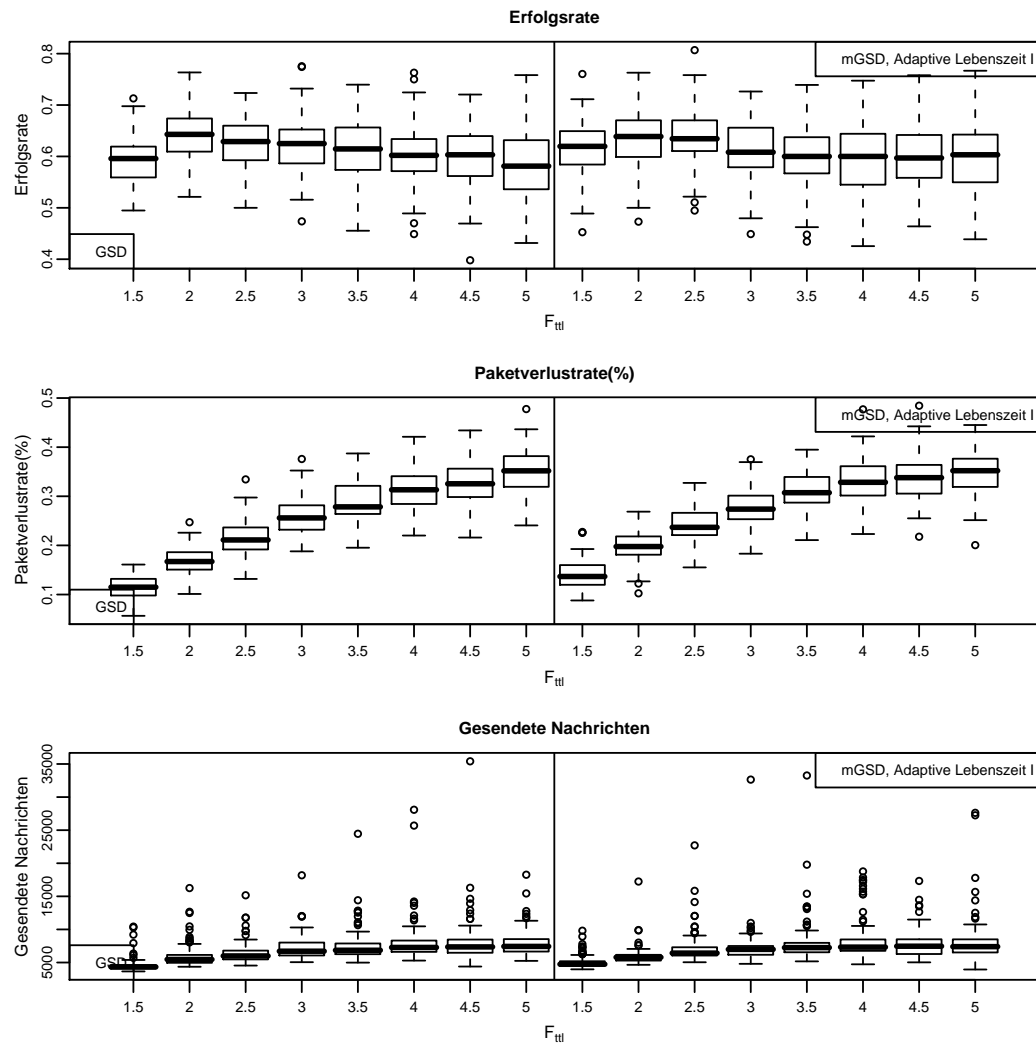 Erfolgsrate
mGSD, Adaptive Lebenszeit I
Erfolgsrate
0.8
0.7
0.6
0.5
0.4
GSD
1.5 2 2.5 3 3.5 4 4.5 5 1.5 2 2.5 3 3.5 4 4.5 5
Fttl
Paketverlustrate(%)
mGSD, Adaptive Lebenszeit I
Paketverlustrate(%)
0.5
0.4
0.3
0.2
0.1
GSD
1.5 2 2.5 3 3.5 4 4.5 5 1.5 2 2.5 3 3.5 4 4.5 5
Fttl
Gesendete Nachrichten
mGSD, Adaptive Lebenszeit I
Gesendete Nachrichten
35000
25000
15000
5000
GSD
1.5 2 2.5 3 3.5 4 4.5 5 1.5 2 2.5 3 3.5 4 4.5 5
Fttl